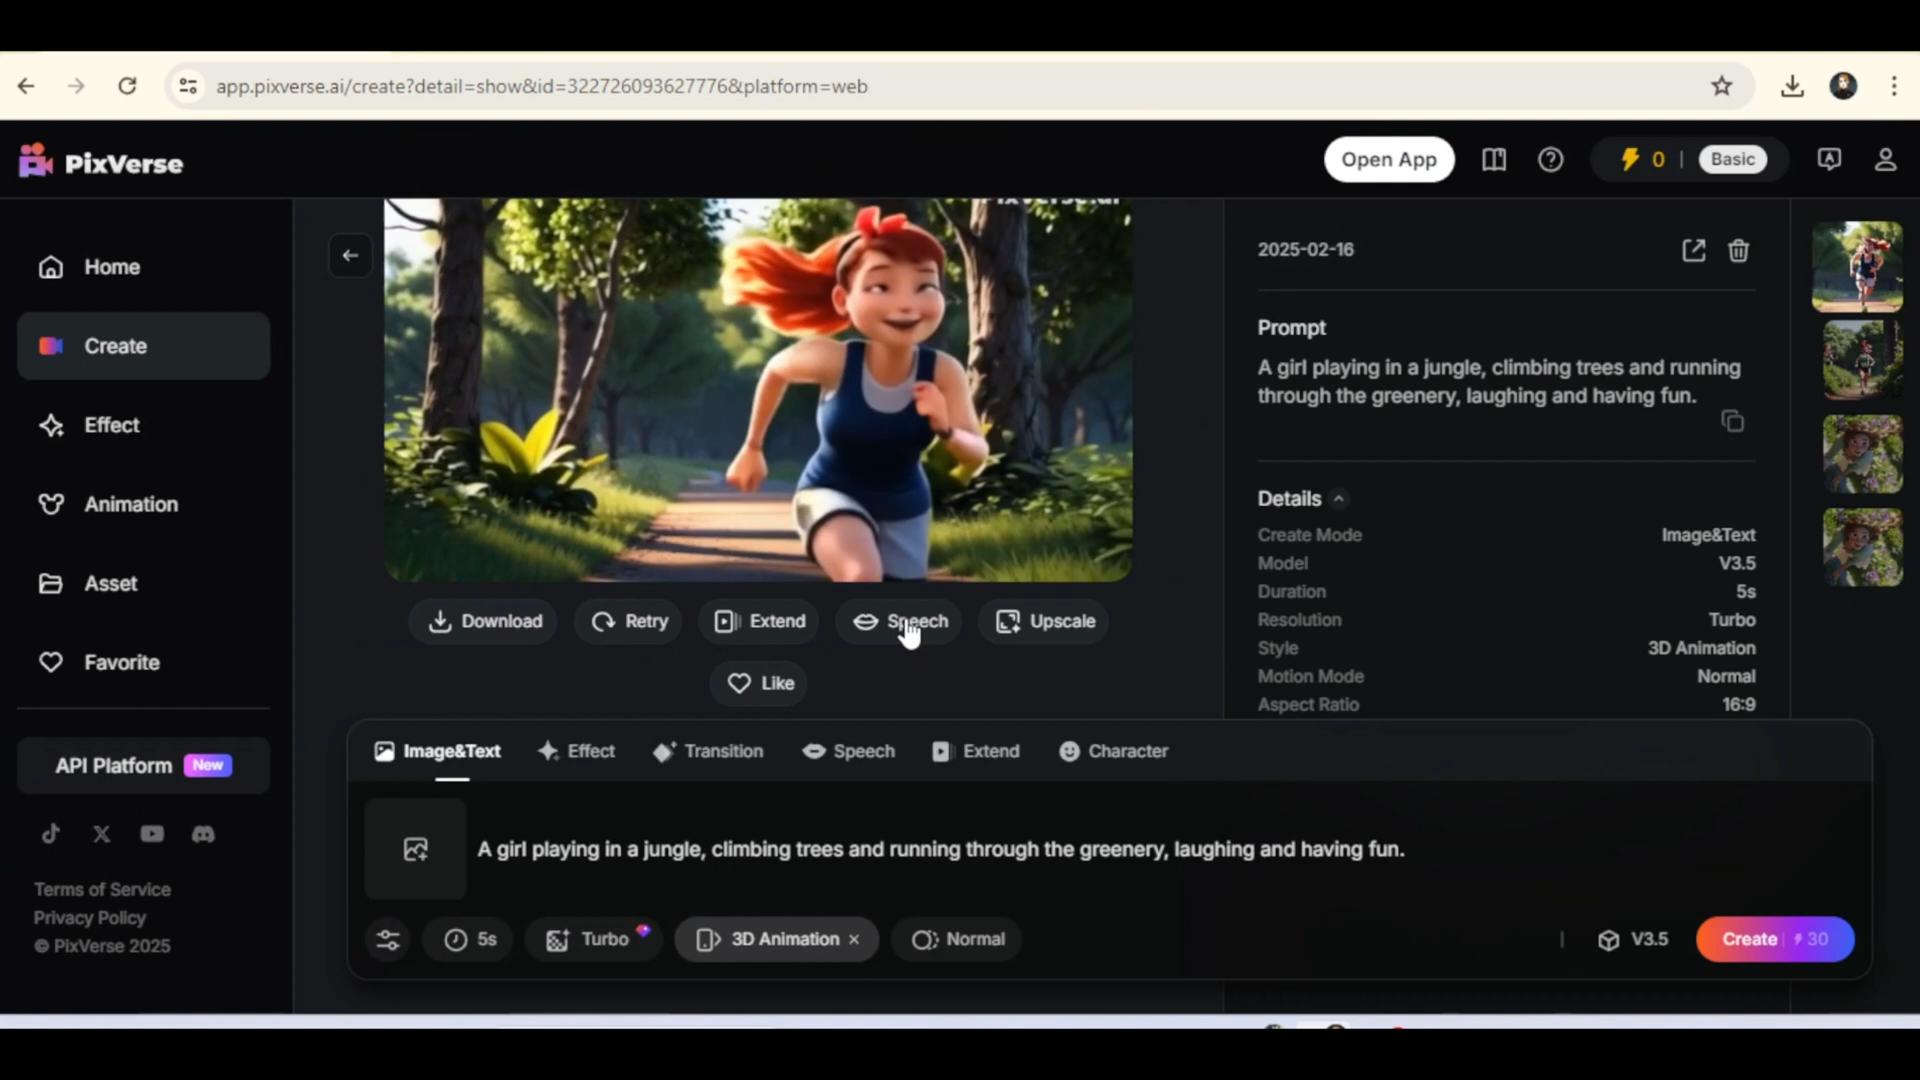 app.pixverse.ai/create?detail=show&id=322726093627776&platform=web
PixVerse
Open App
0
Basic
Home
Create
Effect
Animation
Asset
Favorite
API Platform
New
Terms of Service
Privacy Policy
© PixVerse 2025
PixVerse.ai
Download
Retry
Extend
Speech
Upscale
Like
2025-02-16
Prompt
A girl playing in a jungle, climbing trees and running
through the greenery, laughing and having fun.
Details
Create Mode Image&Text
Model V3.5
Duration 5s
Resolution Turbo
Style 3D Animation
Motion Mode Normal
Aspect Ratio 16:9
Image&Text
Effect
Transition
Speech
Extend
Character
A girl playing in a jungle, climbing trees and running through the greenery, laughing and having fun.
5s
Turbo
3D Animation ×
Normal
V3.5
Create 30